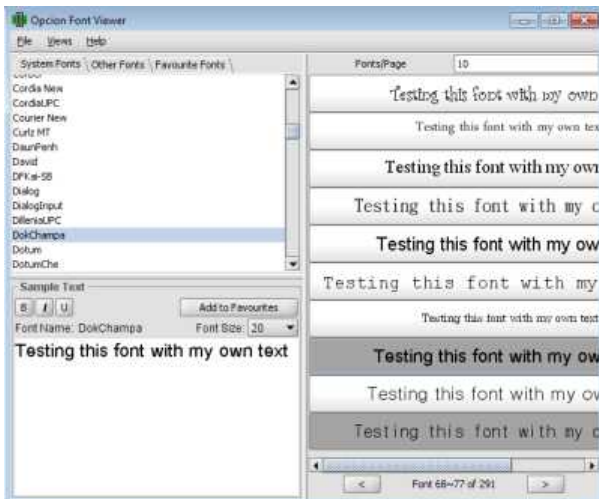 Opcion Font Viewer
File Views Help
System Fonts Other Fonts Favourite Fonts
Cordia New
CordiaUPC
Courier New
Curlz MT
DaunPenh
David
DFKai-SB
Dialog
DialogInput
DilleniaUPC
DokChampa
Dotum
DotumChe
Sample Text
B I U Add to Favourites
Font Name: DokChampa Font Size: 20
Testing this font with my own text
Fonts/Page 10
Testing this font with my own
Testing this font with my own tex
Testing this font with my own
Testing this font with my o
Testing this font with my ow
Testing this font with my
Testing this font with my own text
Testing this font with my ow
Testing this font with my ow
Testing this font with my o
< Font 68~77 of 291 >